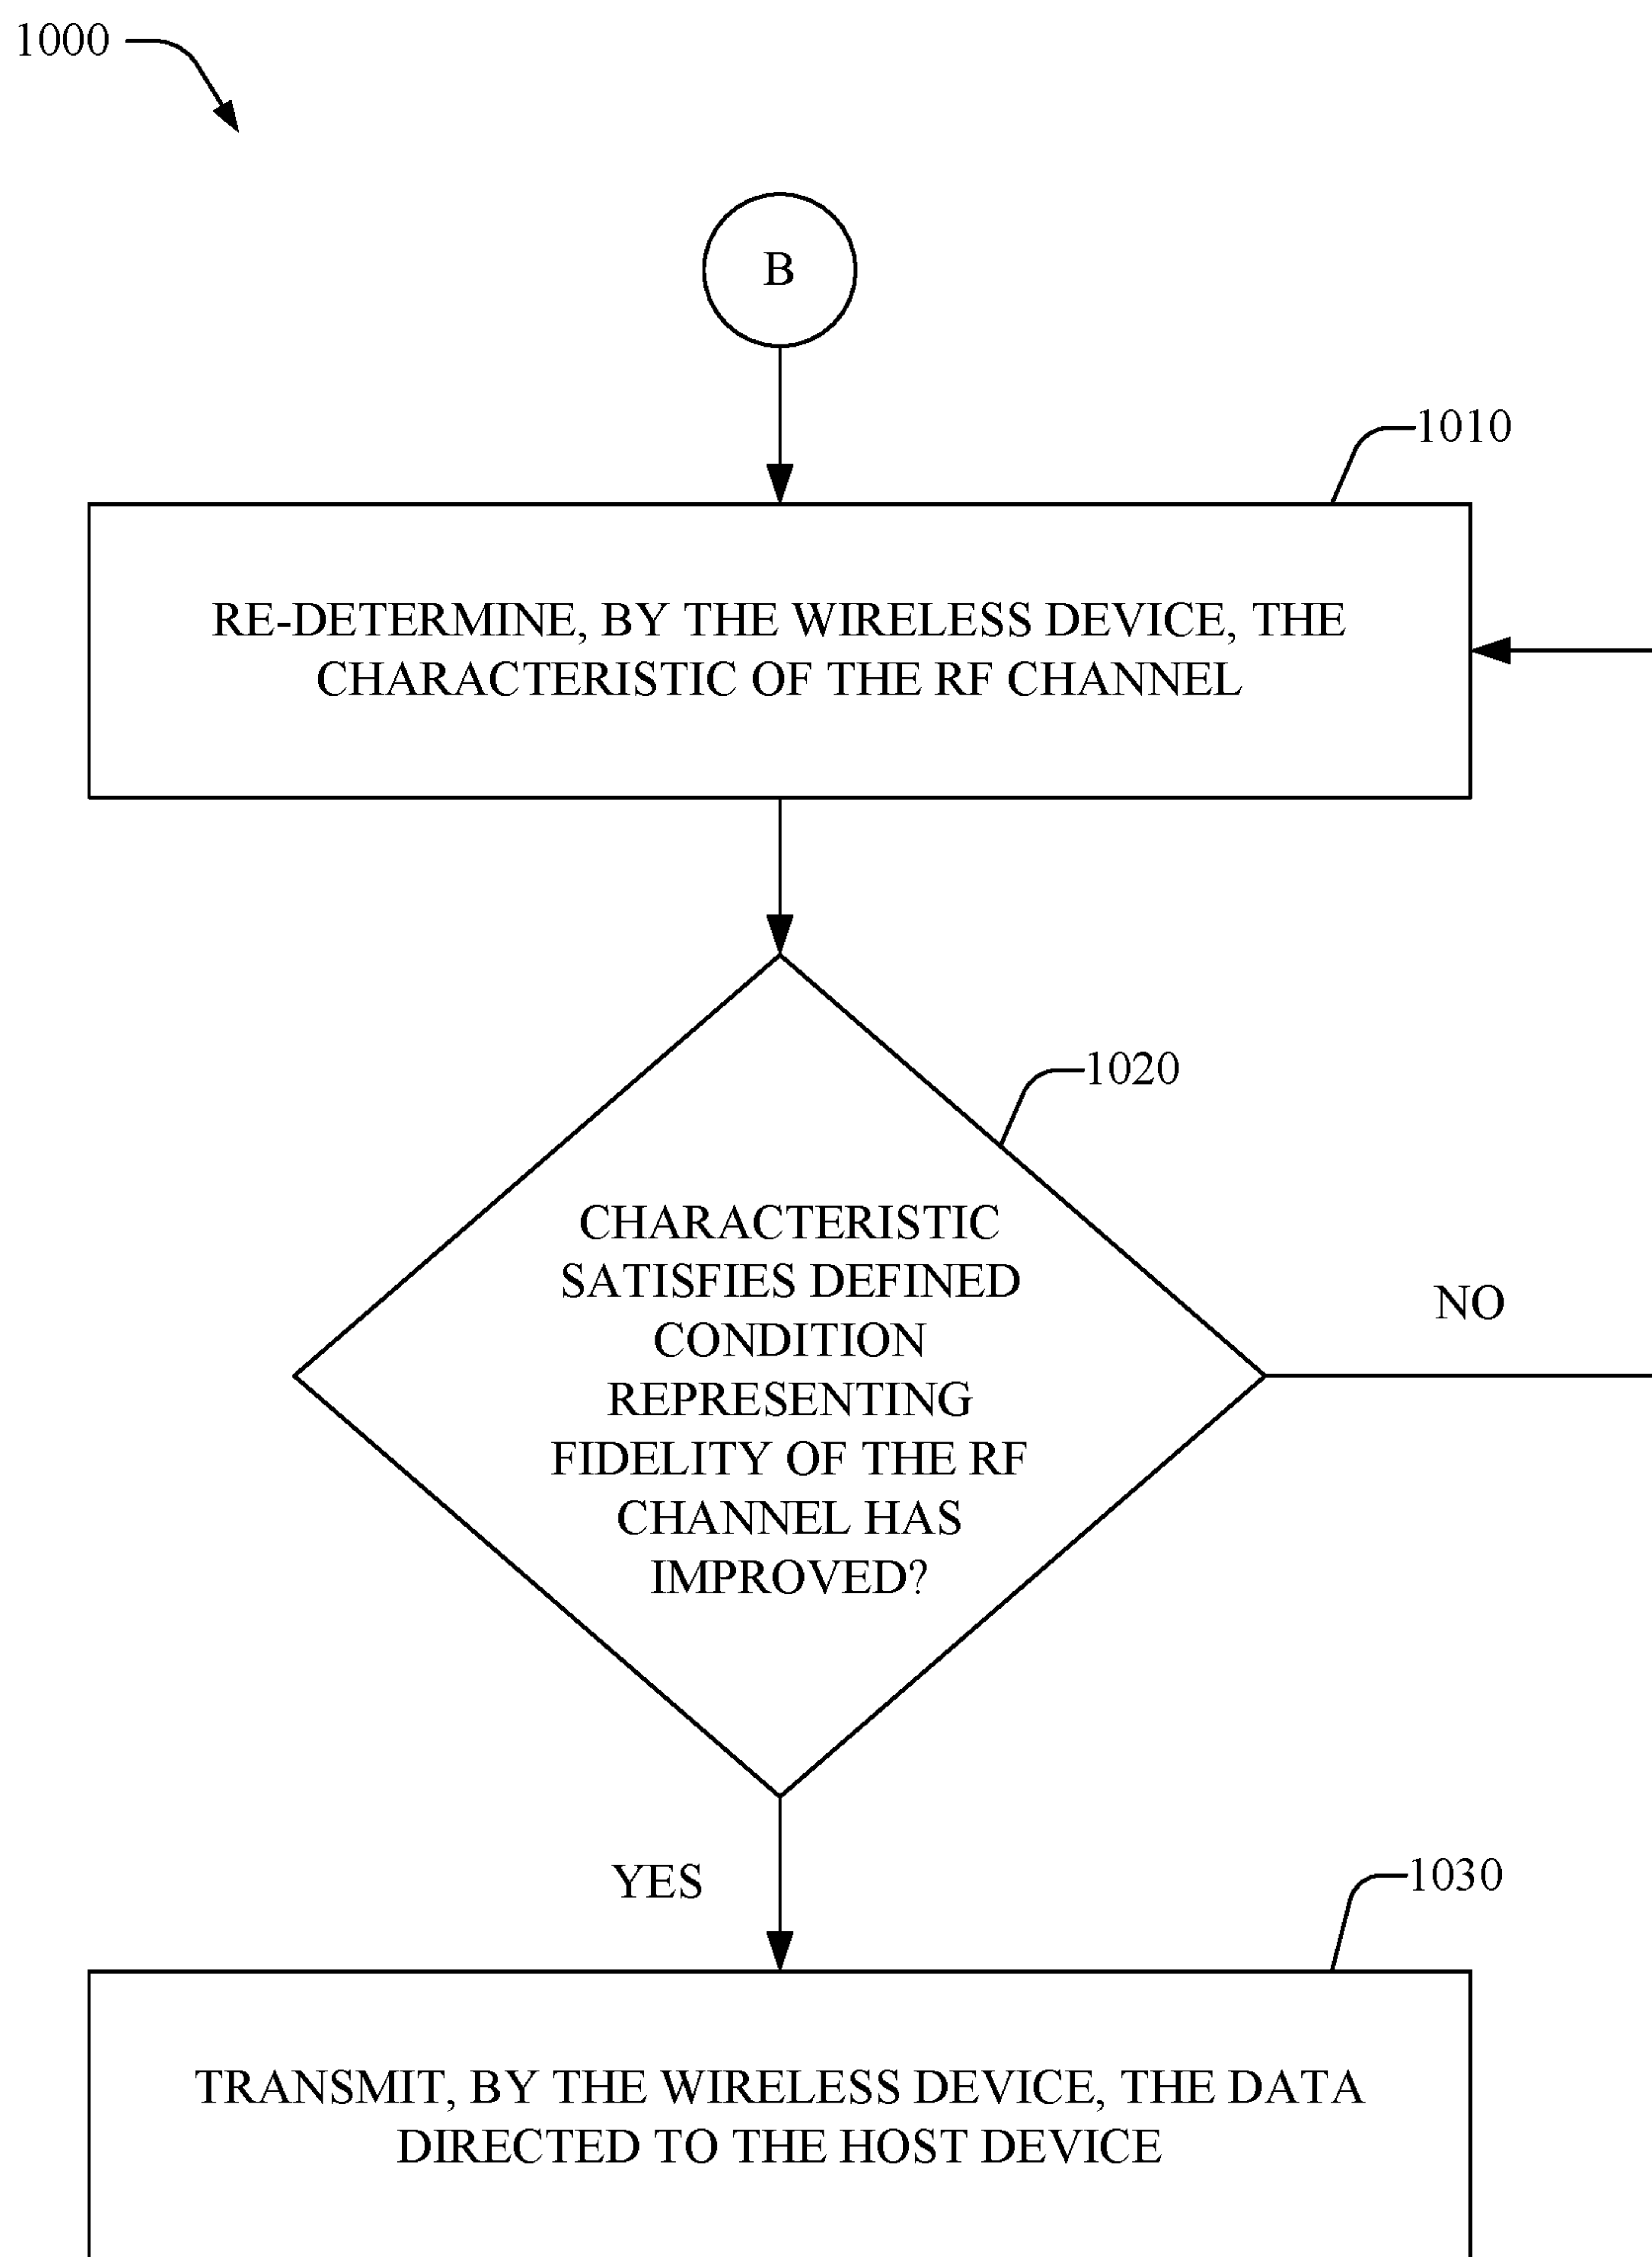 1000
B
1010
RE-DETERMINE, BY THE WIRELESS DEVICE, THE
CHARACTERISTIC OF THE RF CHANNEL
1020
CHARACTERISTIC
SATISFIES DEFINED
CONDITION
REPRESENTING
FIDELITY OF THE RF
CHANNEL HAS
IMPROVED?
NO
YES
1030
TRANSMIT, BY THE WIRELESS DEVICE, THE DATA
DIRECTED TO THE HOST DEVICE